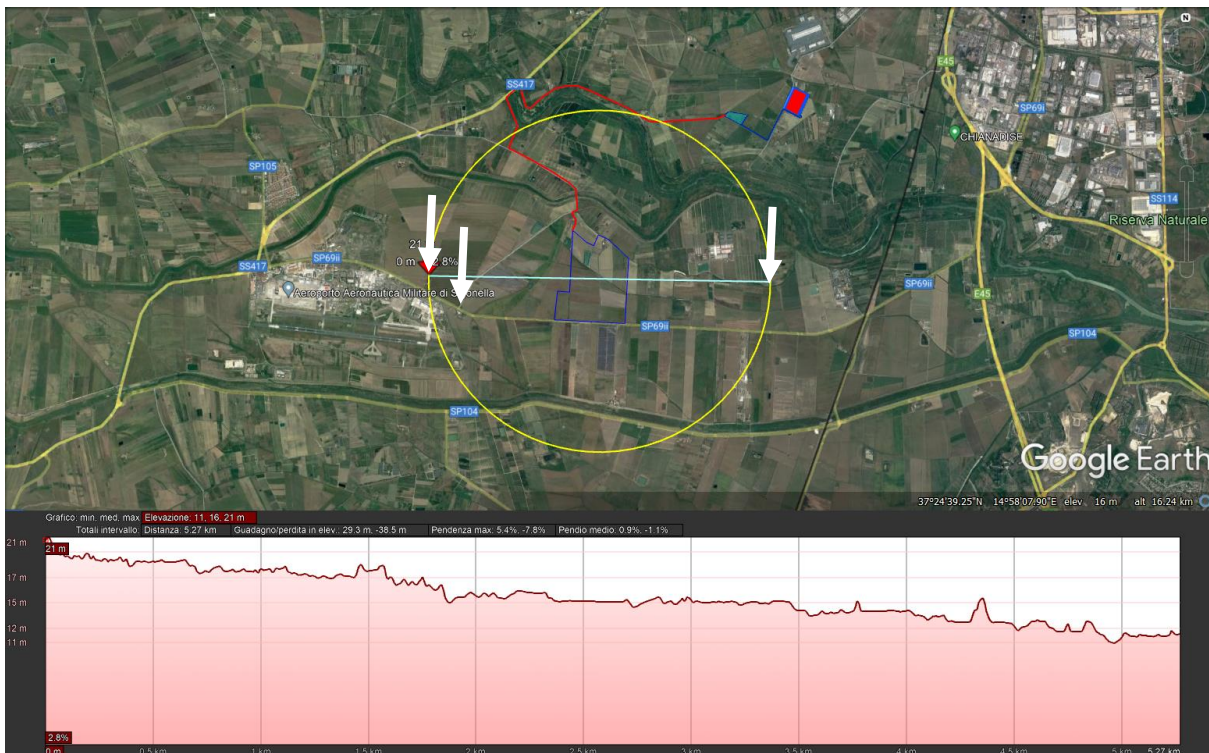 N
SS417
E45
SP69i
CHIANADISE
SP105
SS114
Riserva Naturale
21
SP69ii
0 m
2.8%
SS417
Aeroporto Aeronautica Militare di
SP69ii
E45
SP69ii
SP104
SP104
Google Earth
37°24'39.25"N 14°58'07.90"E elev 16 m alt 16.24 km
Grafico: min. med. max Elevazione: 11, 16, 21 m
Totali intervallo: Distanza: 5.27 km Guadagno/perdita in elev.: 29.3 m, -38.5 m Pendenza max: 5.4%, -7.8% Pendio medio: 0.9%, -1.1%
21 m
21 m
17 m
15 m
12 m
11 m
2.8%
0 m 0.5 km 1 km 1.5 km 2 km 2.5 km 3 km 3.5 km 4 km 4.5 km 5 km 5.27 km